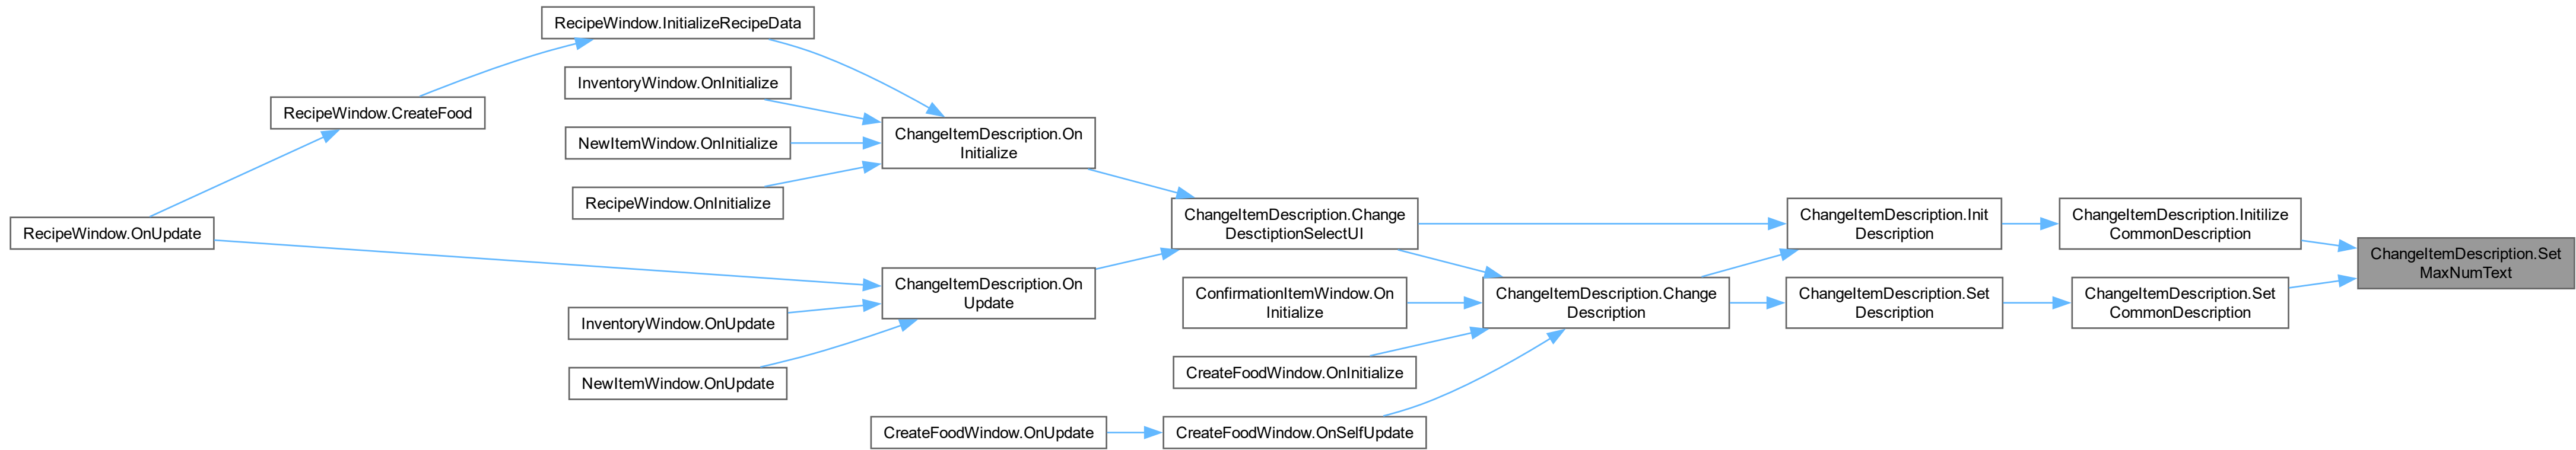 RecipeWindow.InitializeRecipeData
InventoryWindow.OnInitialize
RecipeWindow.CreateFood
NewItemWindow.OnInitialize
ChangeItemDescription.On
Initialize
RecipeWindow.OnInitialize
RecipeWindow.OnUpdate
ChangeItemDescription.Change
DesctiptionSelectUI
ChangeItemDescription.Init
Description
ChangeItemDescription.Initilize
CommonDescription
ChangeItemDescription.Set
MaxNumText
ChangeItemDescription.On
Update
ConfirmationItemWindow.On
Initialize
ChangeItemDescription.Change
Description
ChangeItemDescription.Set
Description
ChangeItemDescription.Set
CommonDescription
InventoryWindow.OnUpdate
CreateFoodWindow.OnInitialize
NewItemWindow.OnUpdate
CreateFoodWindow.OnUpdate
CreateFoodWindow.OnSelfUpdate